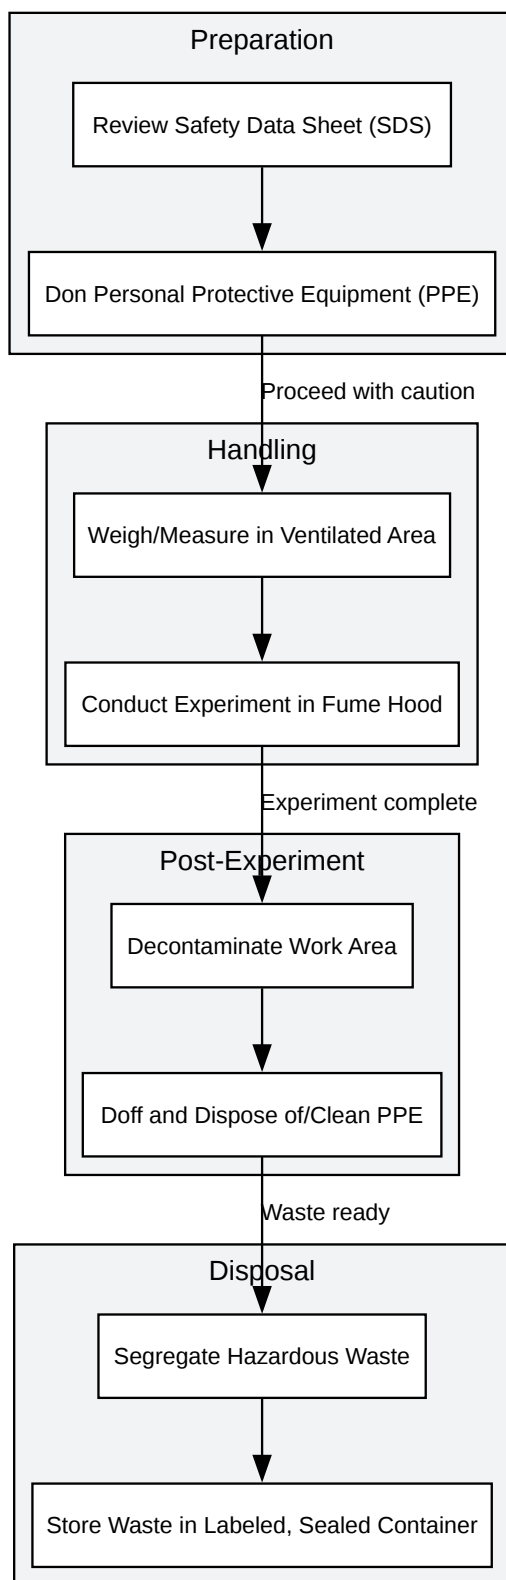 Preparation
Review Safety Data Sheet (SDS)
Don Personal Protective Equipment (PPE)
Proceed with caution
Handling
Weigh/Measure in Ventilated Area
Conduct Experiment in Fume Hood
Experiment complete
Post-Experiment
Decontaminate Work Area
Doff and Dispose of/Clean PPE
Waste ready
Disposal
Segregate Hazardous Waste
Store Waste in Labeled, Sealed Container